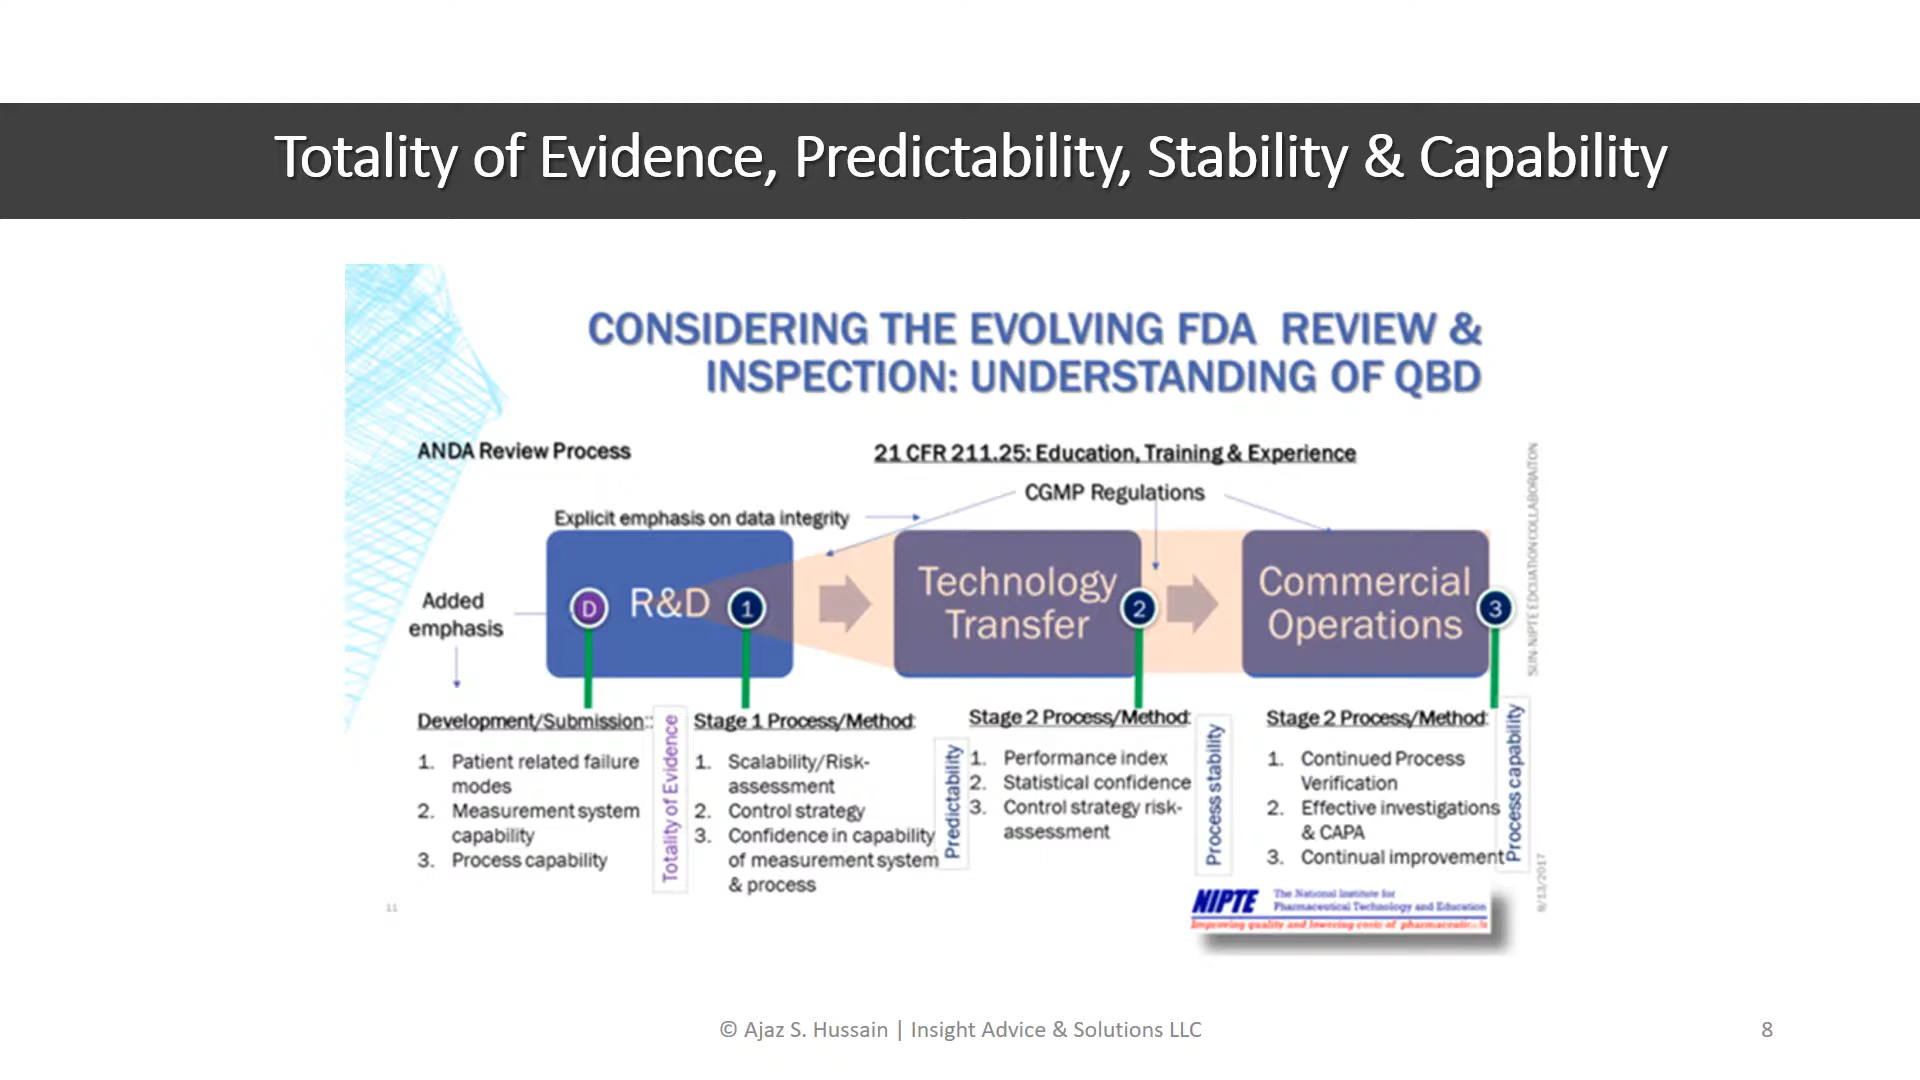 Totality of Evidence, Predictability, Stability & Capability
CONSIDERING THE EVOLVING FDA REVIEW &
INSPECTION: UNDERSTANDING OF QBD
ANDA Review Process
21 CFR 211.25: Education, Training & Experience
CGMP Regulations
Explicit emphasis on data integrity
Added
emphasis
D
R&D
1
Technology
Transfer
2
Commercial
Operations
3
Development/Submission::
1. Patient related failure
modes
2. Measurement system
capability
3. Process capability
Totality of Evidence
Stage 1 Process/Method:
1. Scalability/Risk-
assessment
2. Control strategy
3. Confidence in capability
of measurement system
& process
Predictability
Stage 2 Process/Method:
1. Performance index
2. Statistical confidence
3. Control strategy risk-
assessment
Process stability
Stage 2 Process/Method:
1. Continued Process
Verification
2. Effective investigations
& CAPA
3. Continual improvement
Process capability
SUN-NIPTE EDCUATION COLLABORAITON
9/13/2017
11
NIPTE
The National Institute for
Pharmaceutical Technology and Education
Improving quality and lowering costs of pharmaceuticals
© Ajaz S. Hussain | Insight Advice & Solutions LLC
8